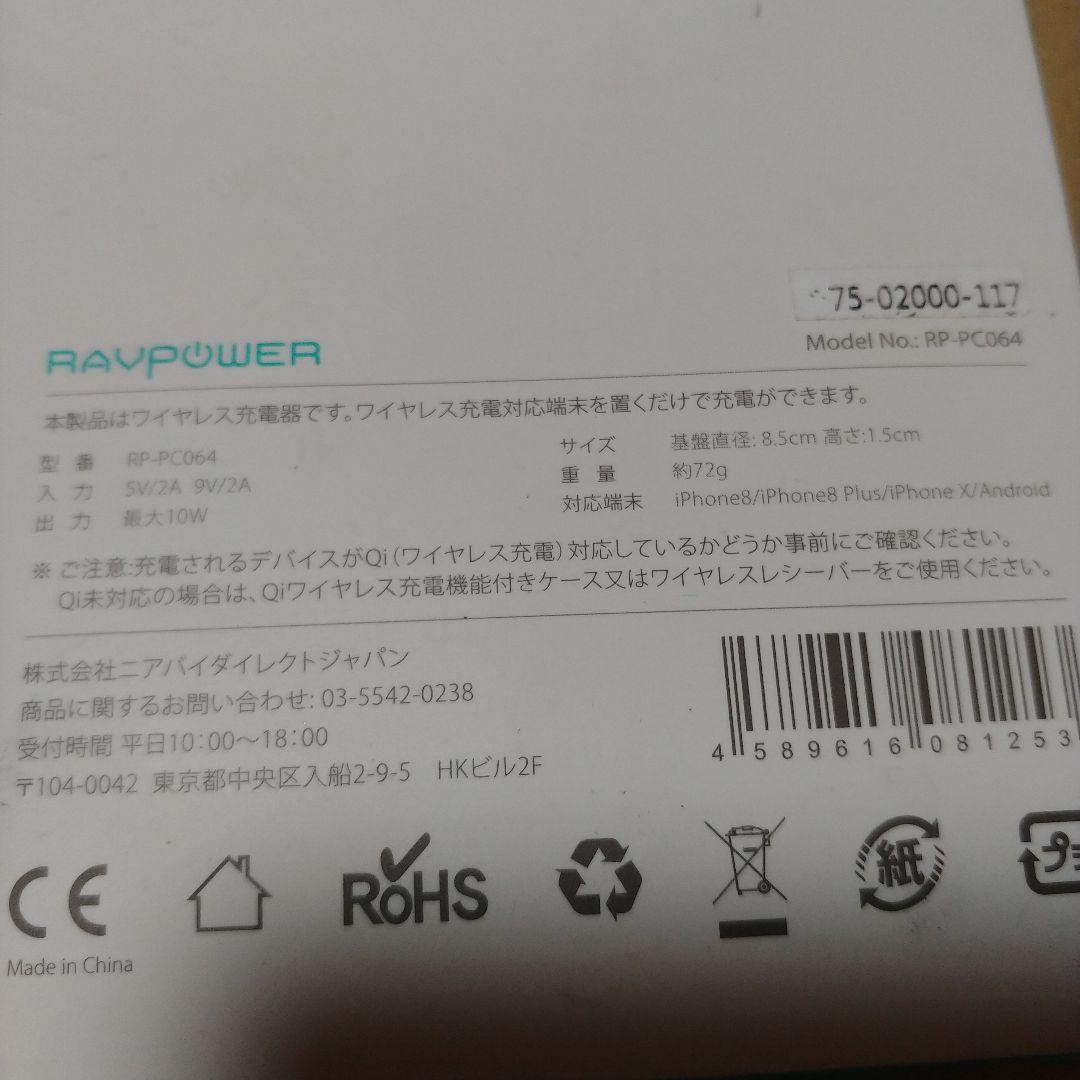 75-02000-117
RAVPOWER
Model No.: RP-PC064
本製品はワイヤレス充電器です。ワイヤレス充電対応端末を置くだけで充電ができます。
型番 RP-PC064
入力 5V/2A 9V/2A
出力 最大10W
サイズ 基盤直径: 8.5cm 高さ:1.5cm
重量 約72g
対応端末 iPhone8/iPhone8 Plus/iPhone X/Android
※ ご注意:充電されるデバイスがQi（ワイヤレス充電）対応しているかどうか事前にご確認ください。
Qi未対応の場合は、Qiワイヤレス充電機能付きケース又はワイヤレスレシーバーをご使用ください。
株式会社ニアバイダイレクトジャパン
商品に関するお問い合わせ: 03-5542-0238
受付時間 平日10:00～18:00
〒104-0042 東京都中央区入船2-9-5 HKビル2F
4 589616 081253
CE
RoHS
紙
プ
Made in China